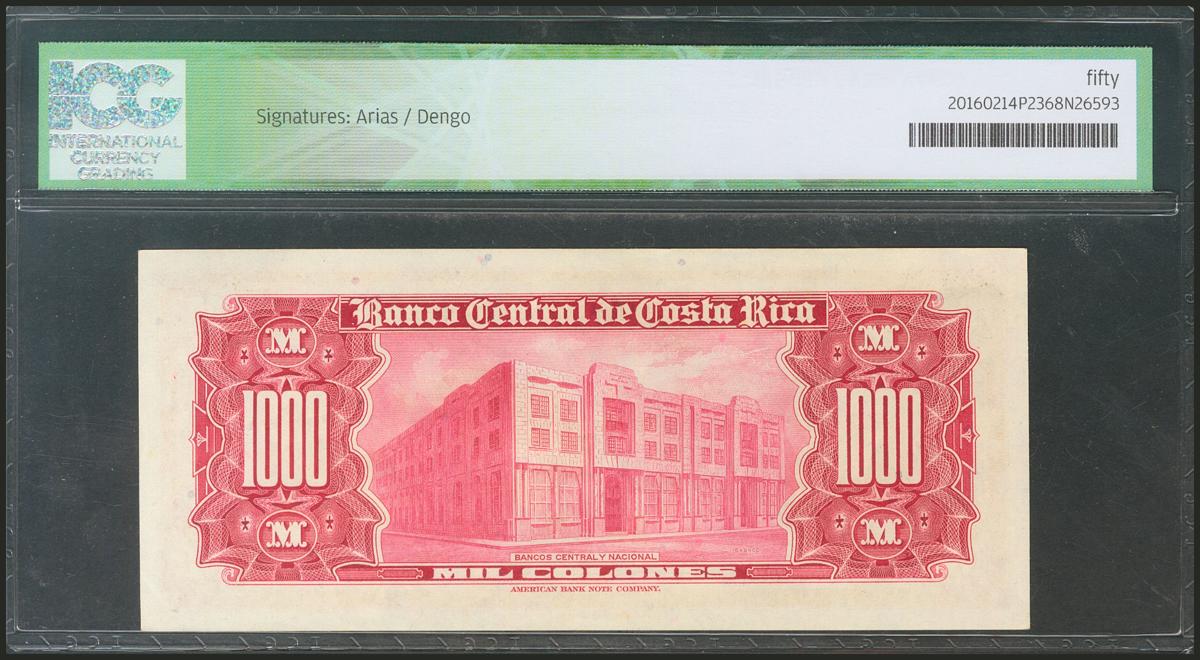 ICG
INTERNATIONAL
CURRENCY
GRADING
Signatures: Arias / Dengo
fifty
20160214P2368N26593
Banco Central de Costa Rica
M
M
1000
1000
M
M
BANCOS CENTRAL Y NACIONAL
MIL COLONES
AMERICAN BANK NOTE COMPANY.